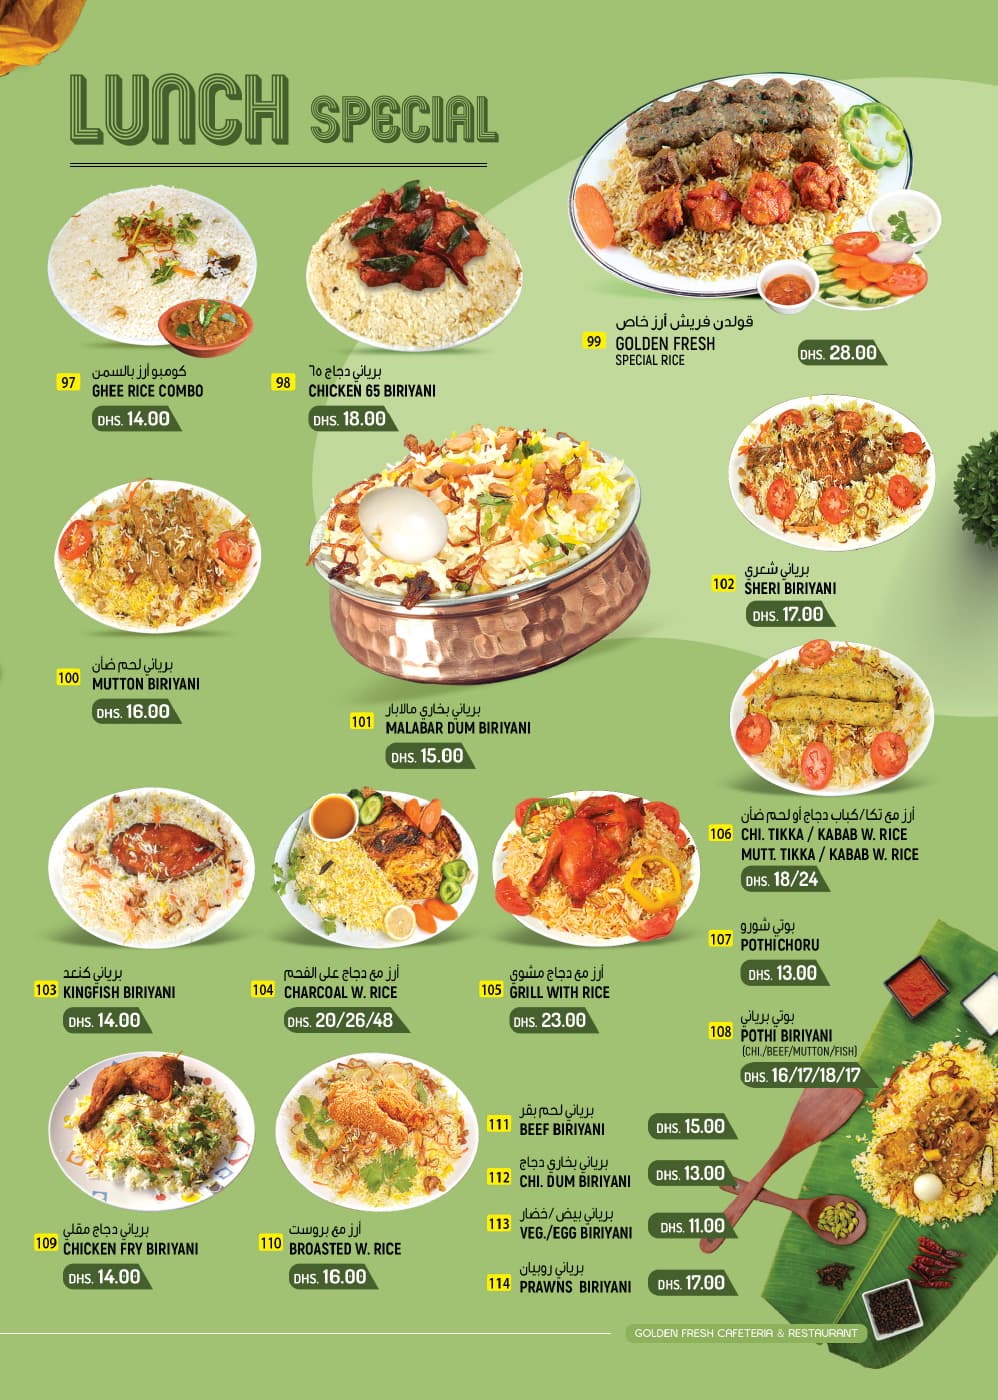 LUNCH SPECIAL
97
كومبو أرز بالسمن
GHEE RICE COMBO
DHS. 14.00
98
برياني دجاج ٦٥
CHICKEN 65 BIRIYANI
DHS. 18.00
99
قولدن فريش أرز خاص
GOLDEN FRESH
SPECIAL RICE
DHS. 28.00
100
برياني لحم ضأن
MUTTON BIRIYANI
DHS. 16.00
101
برياني بخاري مالابار
MALABAR DUM BIRIYANI
DHS. 15.00
102
برياني شعري
SHERI BIRIYANI
DHS. 17.00
103
برياني كنعد
KINGFISH BIRIYANI
DHS. 14.00
104
أرز مع دجاج على الفحم
CHARCOAL W. RICE
DHS. 20/26/48
105
أرز مع دجاج مشوي
GRILL WITH RICE
DHS. 23.00
106
أرز مع تكا/كباب دجاج أو لحم ضأن
CHI. TIKKA / KABAB W. RICE
MUTT. TIKKA / KABAB W. RICE
DHS. 18/24
107
بوتي شورو
POTHICHORU
DHS. 13.00
108
بوتي برياني
POTHI BIRIYANI
(CHI./BEEF/MUTTON/FISH)
DHS. 16/17/18/17
109
برياني دجاج مقلي
CHICKEN FRY BIRIYANI
DHS. 14.00
110
أرز مع بروست
BROASTED W. RICE
DHS. 16.00
111
برياني لحم بقر
BEEF BIRIYANI
DHS. 15.00
112
برياني بخاري دجاج
CHI. DUM BIRIYANI
DHS. 13.00
113
برياني بيض/خضار
VEG./EGG BIRIYANI
DHS. 11.00
114
برياني روبيان
PRAWNS BIRIYANI
DHS. 17.00
GOLDEN FRESH CAFETERIA & RESTAURANT